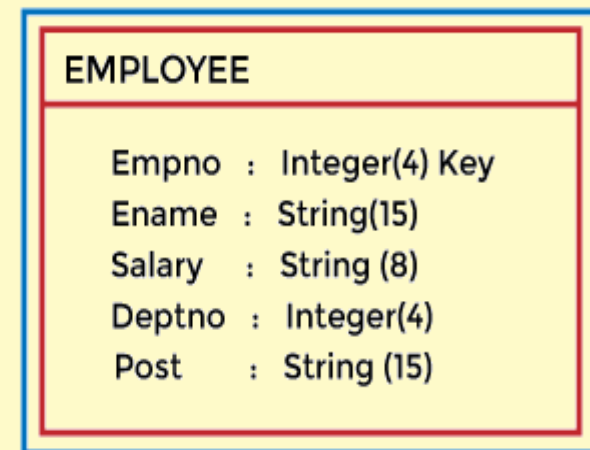 EMPLOYEE
Empno : Integer(4) Key
Ename : String(15)
Salary : String (8)
Deptno : Integer(4)
Post : String (15)